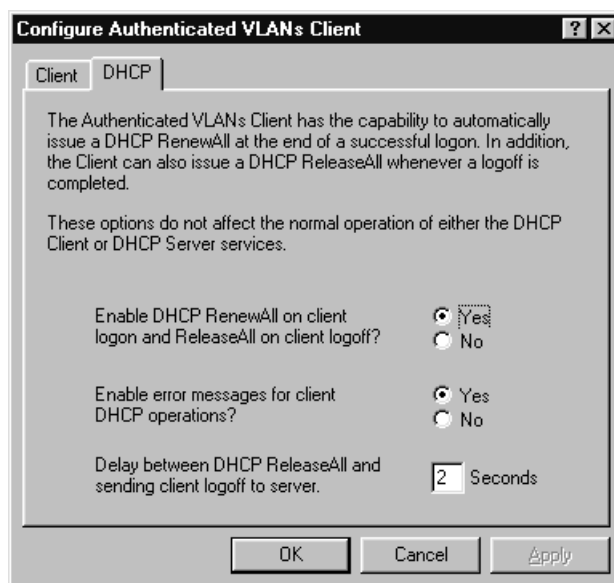 Configure Authenticated VLANs Client
Client
DHCP
The Authenticated VLANs Client has the capability to automatically
issue a DHCP RenewAll at the end of a successful logon. In addition,
the Client can also issue a DHCP ReleaseAll whenever a logoff is
completed.
These options do not affect the normal operation of either the DHCP
Client or DHCP Server services.
Enable DHCP RenewAll on client
logon and ReleaseAll on client logoff?
Yes
No
Enable error messages for client
DHCP operations?
Yes
No
Delay between DHCP ReleaseAll and
sending client logoff to server.
2 Seconds
OK
Cancel
Apply